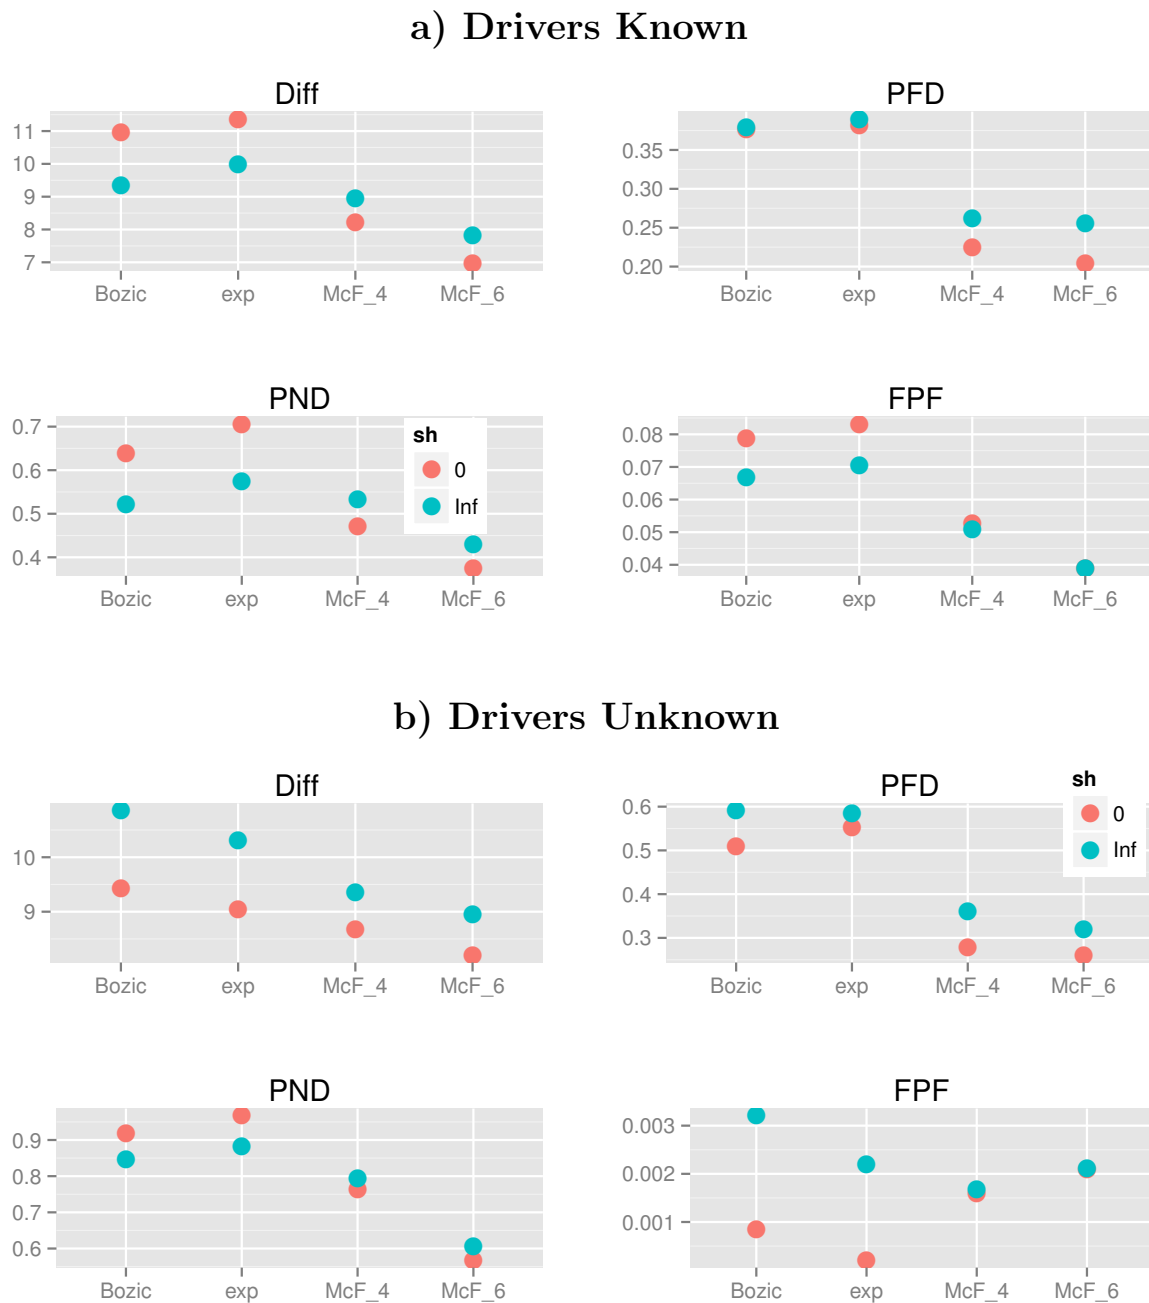 a) Drivers Known
Diff
11
10
9
8
7
Bozic exp McF_4 McF_6
PFD
0.35
0.30
0.25
0.20
Bozic exp McF_4 McF_6
PND
0.7
0.6
0.5
0.4
sh
0
Inf
Bozic exp McF_4 McF_6
FPF
0.08
0.07
0.06
0.05
0.04
Bozic exp McF_4 McF_6
b) Drivers Unknown
Diff
10
9
Bozic exp McF_4 McF_6
PFD
0.6
0.5
0.4
0.3
sh
0
Inf
Bozic exp McF_4 McF_6
PND
0.9
0.8
0.7
0.6
Bozic exp McF_4 McF_6
FPF
0.003
0.002
0.001
Bozic exp McF_4 McF_6